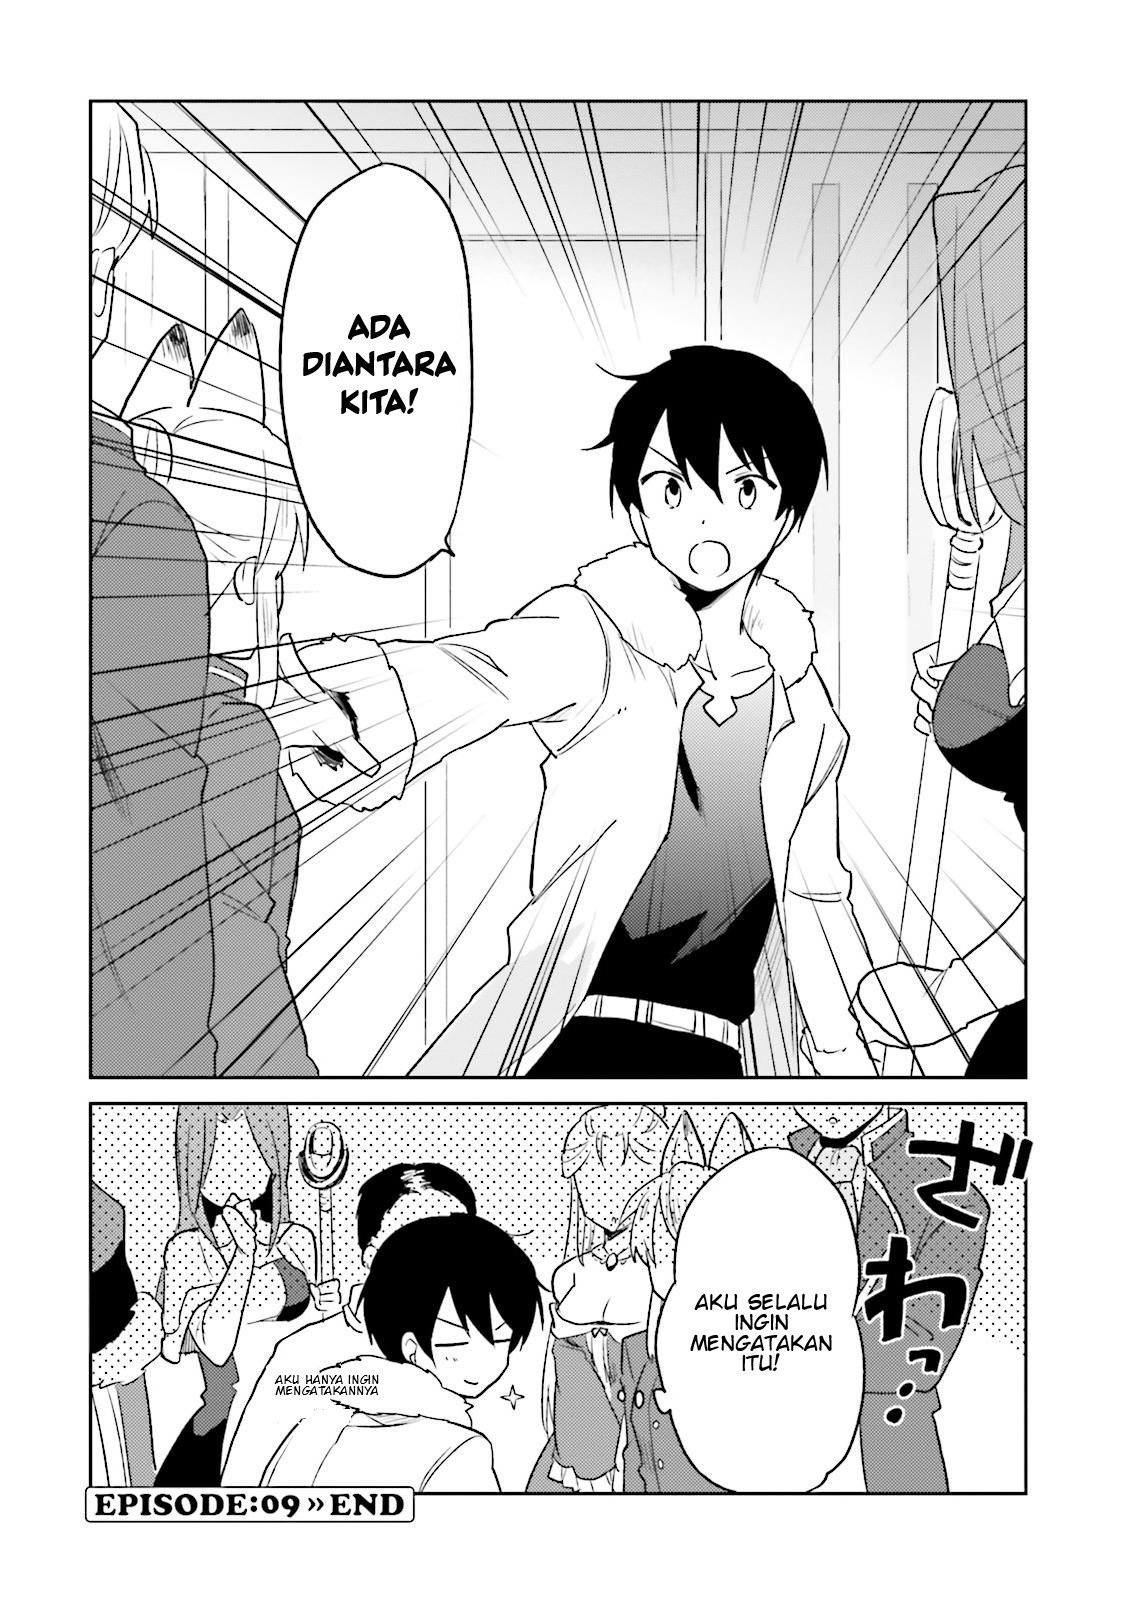 ADA
DIANTARA
KITA!
ざわっ…
AKU SELALU
INGIN
MENGATAKAN
ITU!
AKU HANYA INGIN
MENGATAKANNYA
EPISODE:09 » END